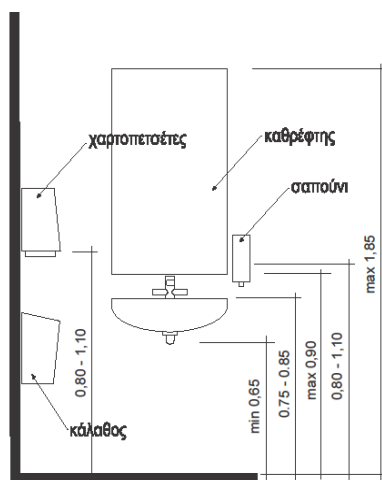 χαρτοπετσέτες
καθρέφτης
σαπούνι
κάλαθος
0,80 - 1,10
min 0,65
0.75 - 0.85
max 0,90
0,80 - 1,10
max 1,85